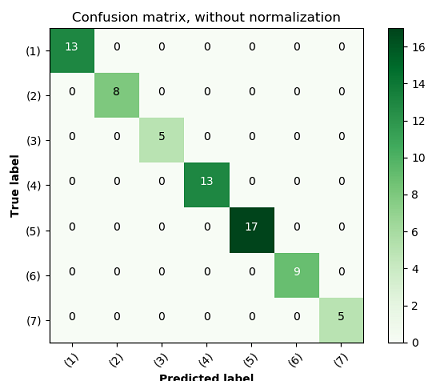 Confusion matrix, without normalization
(1) 13 0 0 0 0 0 0
(2) 0 8 0 0 0 0 0
(3) 0 0 5 0 0 0 0
(4) 0 0 0 13 0 0 0
(5) 0 0 0 0 17 0 0
(6) 0 0 0 0 0 9 0
(7) 0 0 0 0 0 0 5
(1) (2) (3) (4) (5) (6) (7)
True label
Predicted label
16
14
12
10
8
6
4
2
0